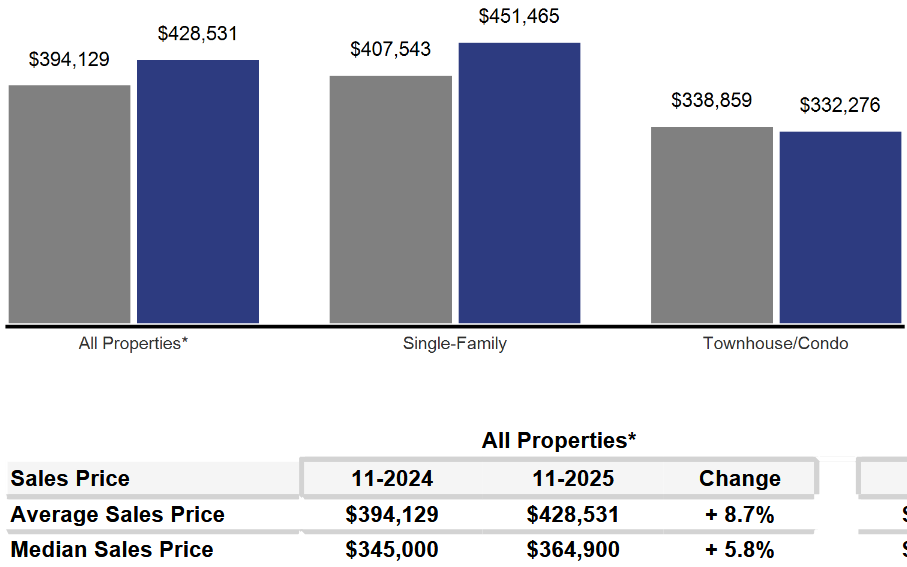 $394,129 $428,531 $407,543 $451,465 $338,859 $332,276
All Properties* Single-Family Townhouse/Condo
All Properties*
Sales Price 11-2024 11-2025 Change
Average Sales Price $394,129 $428,531 + 8.7% $
Median Sales Price $345,000 $364,900 + 5.8% $